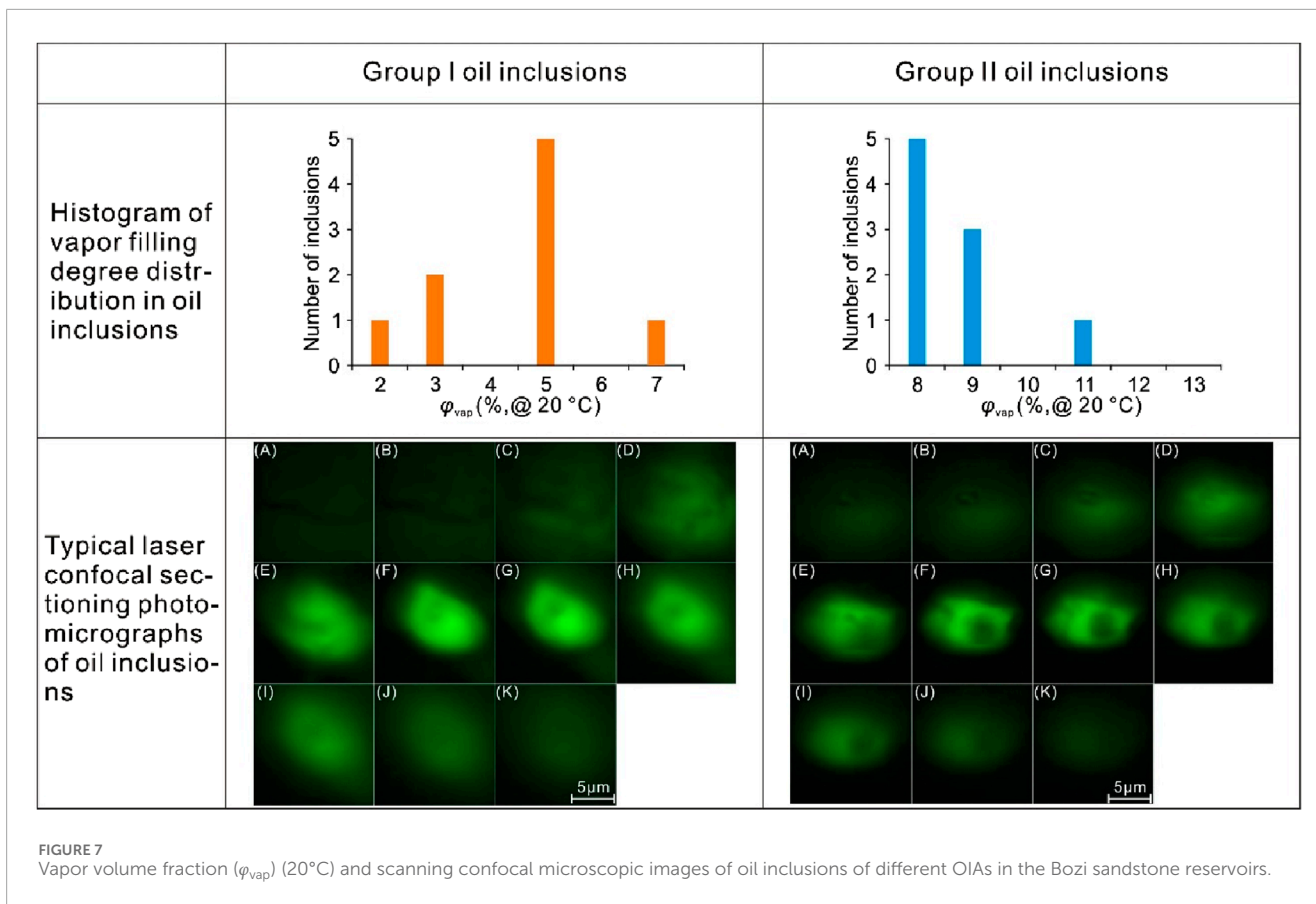 Group I oil inclusions
Group II oil inclusions
Histogram of
vapor filling
degree distr-
ibution in oil
inclusions
Number of inclusions
5
4
3
2
1
0
2 3 4 5 6 7
φvap (%,@ 20 °C)
Number of inclusions
5
4
3
2
1
0
8 9 10 11 12 13
φvap (%,@ 20 °C)
Typical laser
confocal sec-
tioning photo-
micrographs
of oil inclusio-
ns
(A) (B) (C) (D)
(E) (F) (G) (H)
(I) (J) (K)
5μm
(A) (B) (C) (D)
(E) (F) (G) (H)
(I) (J) (K)
5μm
FIGURE 7
Vapor volume fraction (φvap) (20°C) and scanning confocal microscopic images of oil inclusions of different OIAs in the Bozi sandstone reservoirs.